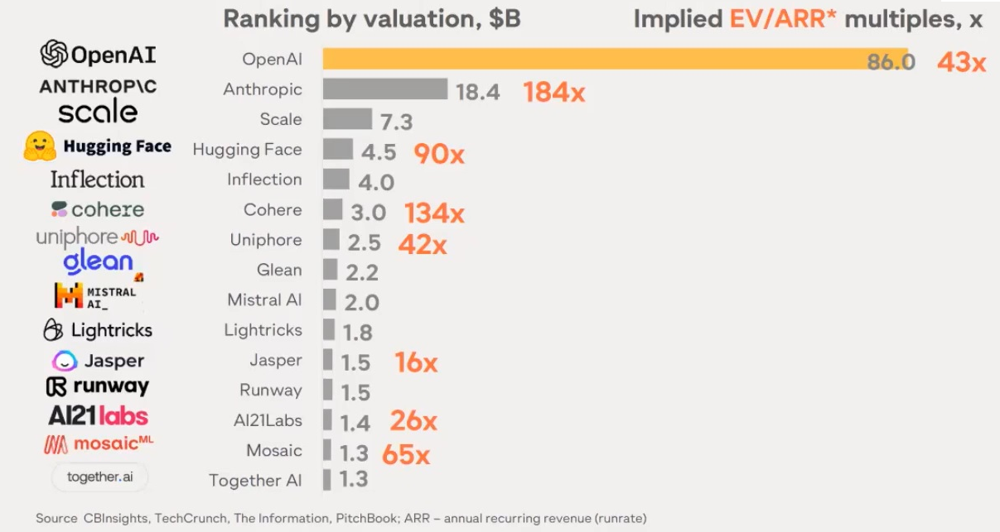 Ranking by valuation, $B Implied EV/ARR* multiples, x
OpenAI OpenAI 86.0 43x
ANTHROP\C Anthropic 18.4 184x
scale Scale 7.3
Hugging Face Hugging Face 4.5 90x
Inflection Inflection 4.0
cohere Cohere 3.0 134x
uniphore Uniphore 2.5 42x
glean Glean 2.2
MISTRAL
AI_ Mistral AI 2.0
Lightricks Lightricks 1.8
Jasper Jasper 1.5 16x
runway Runway 1.5
AI21labs AI21Labs 1.4 26x
mosaicML Mosaic 1.3 65x
together.ai Together AI 1.3
Source CBInsights, TechCrunch, The Information, PitchBook; ARR – annual recurring revenue (runrate)